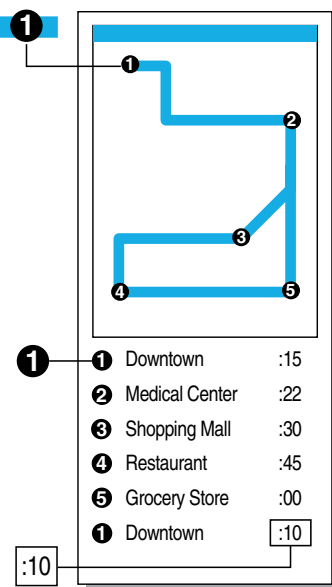 1
1
2
3
4
5
1 1 Downtown :15
2 Medical Center :22
3 Shopping Mall :30
4 Restaurant :45
5 Grocery Store :00
1 Downtown :10
:10